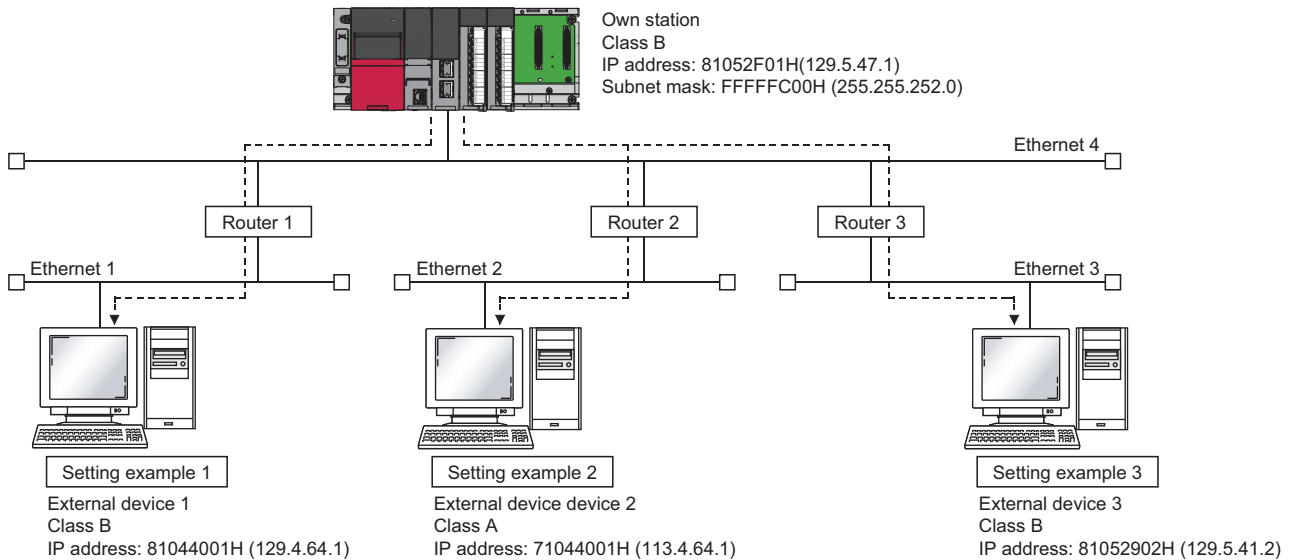 Own station
Class B
IP address: 81052F01H(129.5.47.1)
Subnet mask: FFFFFC00H (255.255.252.0)
Ethernet 4
Router 1
Router 2
Router 3
Ethernet 1
Ethernet 2
Ethernet 3
Setting example 1
External device 1
Class B
IP address: 81044001H (129.4.64.1)
Setting example 2
External device device 2
Class A
IP address: 71044001H (113.4.64.1)
Setting example 3
External device 3
Class B
IP address: 81052902H (129.5.41.2)